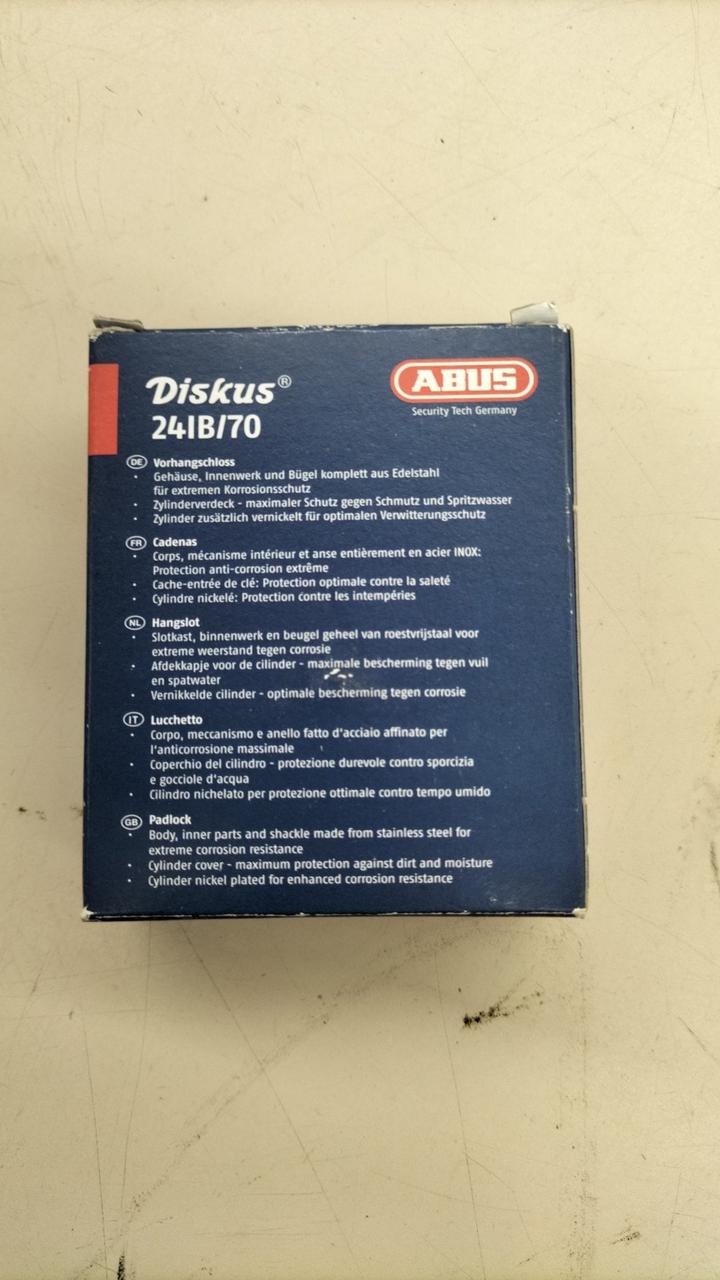 Diskus®
24IB/70
ABUS
Security Tech Germany
DE Vorhangschloss
• Gehäuse, Innenwerk und Bügel komplett aus Edelstahl
für extremen Korrosionsschutz
• Zylinderverdeck - maximaler Schutz gegen Schmutz und Spritzwasser
• Zylinder zusätzlich vernickelt für optimalen Verwitterungsschutz
FR Cadenas
• Corps, mécanisme intérieur et anse entièrement en acier INOX:
Protection anti-corrosion extrême
• Cache-entrée de clé: Protection optimale contre la saleté
• Cylindre nickelé: Protection contre les intempéries
NL Hangslot
• Slotkast, binnenwerk en beugel geheel van roestvrijstaal voor
extreme weerstand tegen corrosie
• Afdekkapje voor de cilinder - maximale bescherming tegen vuil
en spatwater
• Vernikkelde cilinder - optimale bescherming tegen corrosie
IT Lucchetto
• Corpo, meccanismo e anello fatto d'acciaio affinato per
l'anticorrosione massimale
• Coperchio del cilindro - protezione durevole contro sporcizia
e gocciole d'acqua
• Cilindro nichelato per protezione ottimale contro tempo umido
GB Padlock
• Body, inner parts and shackle made from stainless steel for
extreme corrosion resistance
• Cylinder cover - maximum protection against dirt and moisture
• Cylinder nickel plated for enhanced corrosion resistance